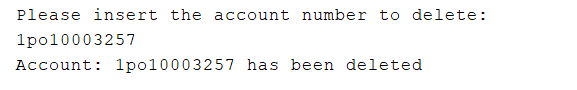 Please insert the account number to delete:
1po10003257
Account: 1po10003257 has been deleted